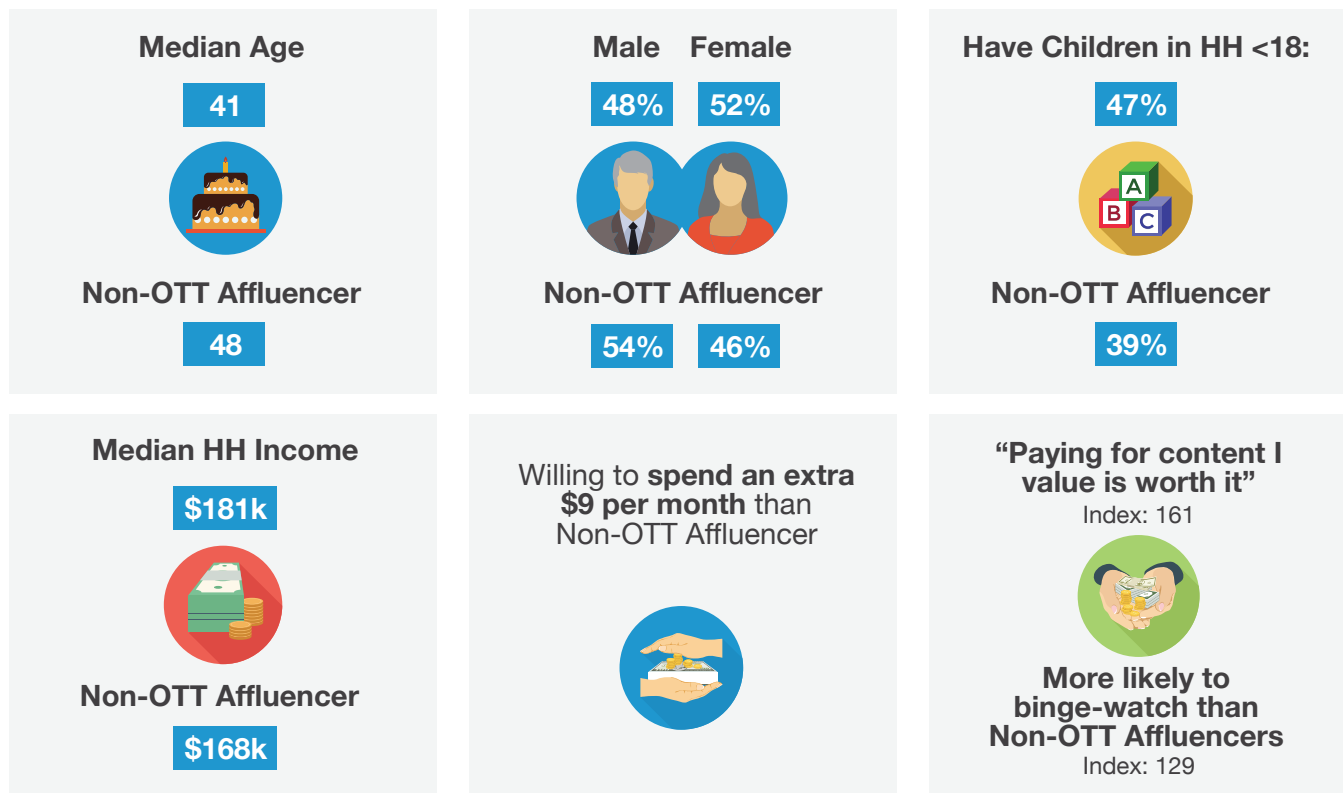 Median Age
41
Non-OTT Affluencer
48
Male Female
48% 52%
Non-OTT Affluencer
54% 46%
Have Children in HH <18:
47%
A
B C
Non-OTT Affluencer
39%
Median HH Income
$181k
Non-OTT Affluencer
$168k
Willing to spend an extra
$9 per month than
Non-OTT Affluencer
“Paying for content I
value is worth it”
Index: 161
More likely to
binge-watch than
Non-OTT Affluencers
Index: 129